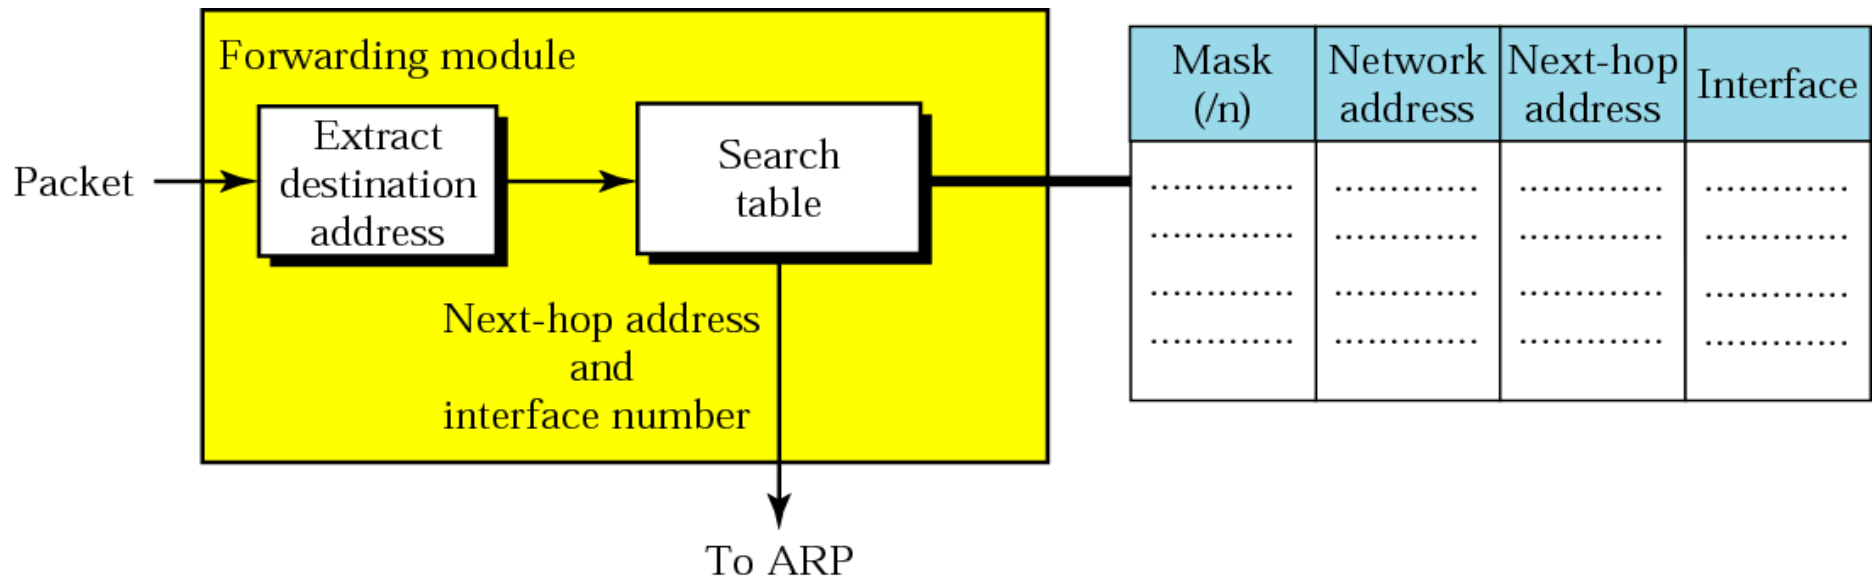 Forwarding module
Packet
Extract
destination
address
Search
table
Next-hop address
and
interface number
To ARP
Mask
(/n)
Network
address
Next-hop
address
Interface
............. ............. ............. .............
............. ............. ............. .............
............. ............. ............. .............
............. ............. ............. .............